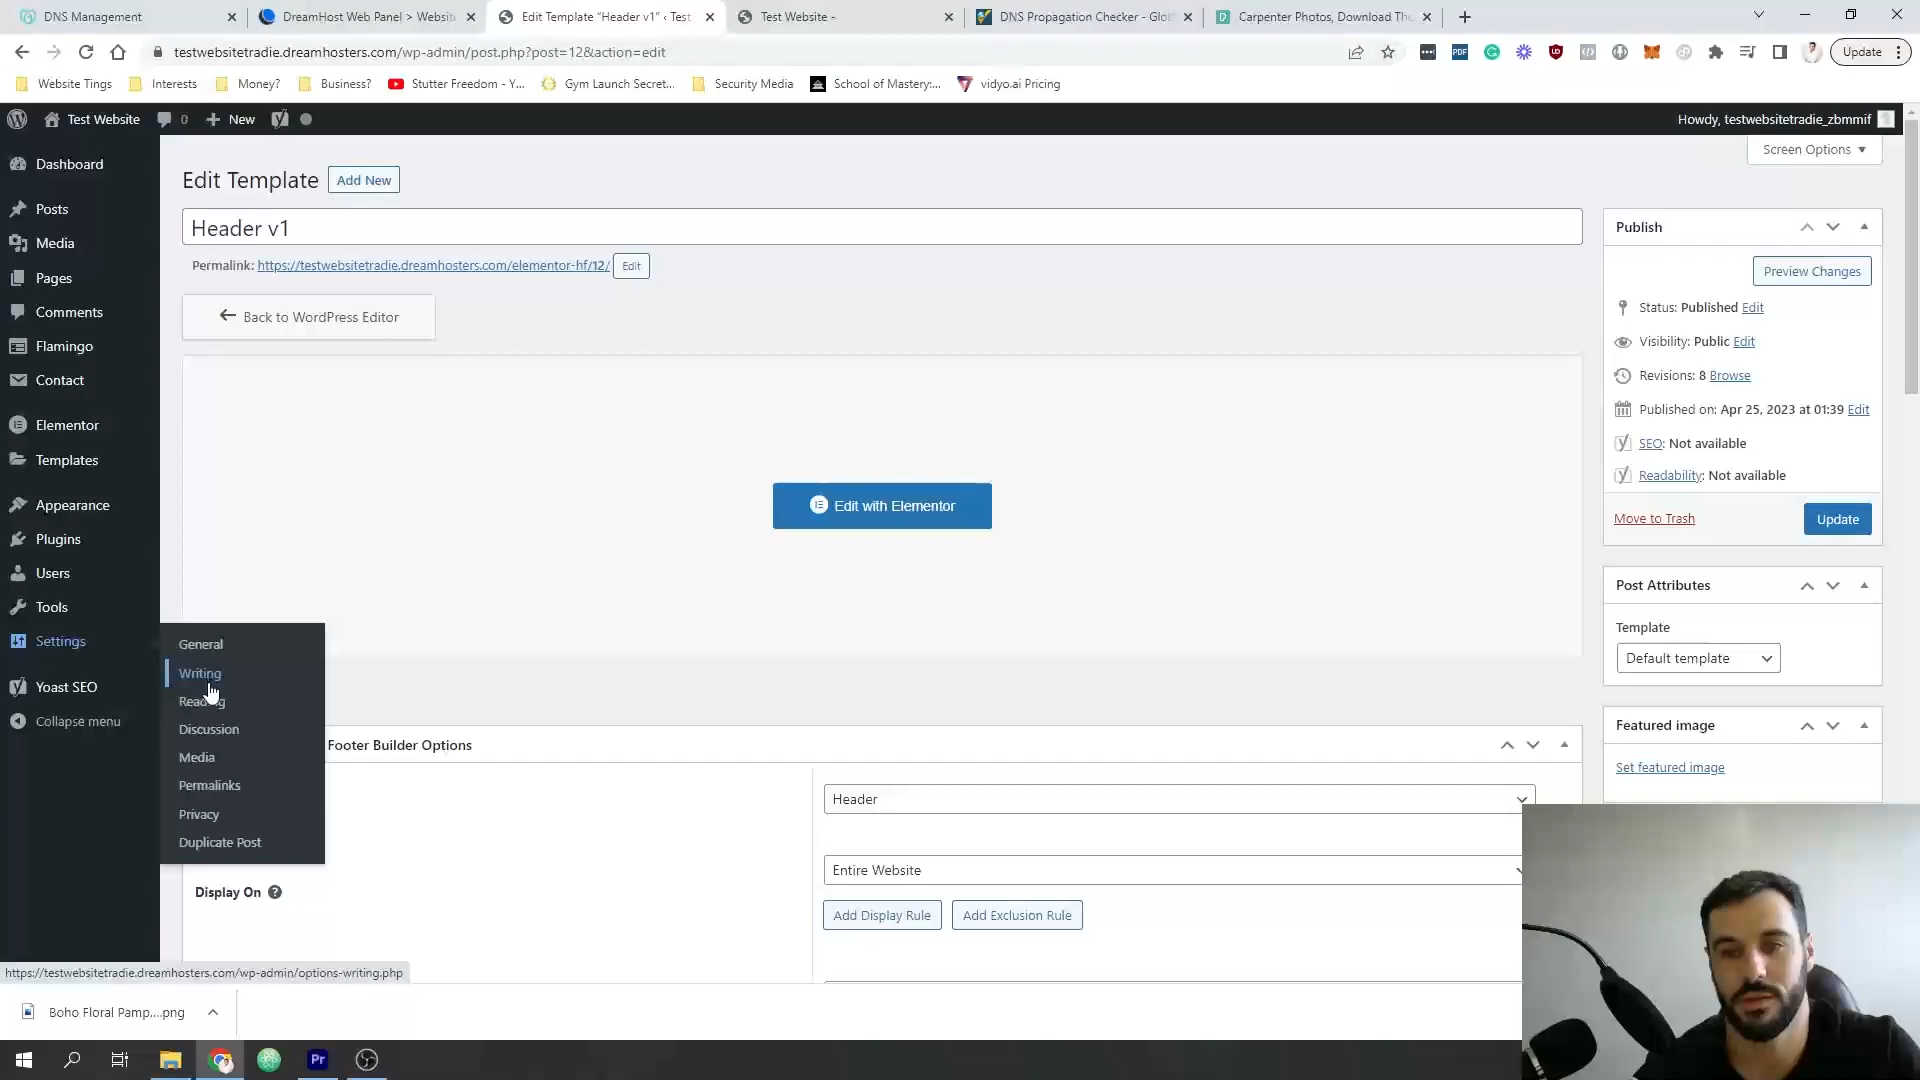 DNS Management
DreamHost Web Panel > Website
Edit Template “Header v1” ‹ Test
Test Website -
DNS Propagation Checker - Glo
Carpenter Photos, Download The
testwebsitetradie.dreamhosters.com/wp-admin/post.php?post=12&action=edit
Update
Website Tings
Interests
Money?
Business?
Stutter Freedom - Y...
Gym Launch Secret...
Security Media
School of Mastery:...
vidyo.ai Pricing
Test Website
0
New
Howdy, testwebsitetradie_zbmmif
Screen Options
Dashboard
Posts
Media
Pages
Comments
Flamingo
Contact
Elementor
Templates
Appearance
Plugins
Users
Tools
Settings
Yoast SEO
Collapse menu
General
Writing
Reading
Discussion
Media
Permalinks
Privacy
Duplicate Post
Edit Template
Add New
Header v1
Permalink: https://testwebsitetradie.dreamhosters.com/elementor-hf/12/ Edit
Back to WordPress Editor
Edit with Elementor
Footer Builder Options
Header
Display On
Entire Website
Add Display Rule
Add Exclusion Rule
Publish
Preview Changes
Status: Published Edit
Visibility: Public Edit
Revisions: 8 Browse
Published on: Apr 25, 2023 at 01:39 Edit
SEO: Not available
Readability: Not available
Move to Trash
Update
Post Attributes
Template
Default template
Featured image
Set featured image
https://testwebsitetradie.dreamhosters.com/wp-admin/options-writing.php
Boho Floral Pamp....png
Pr